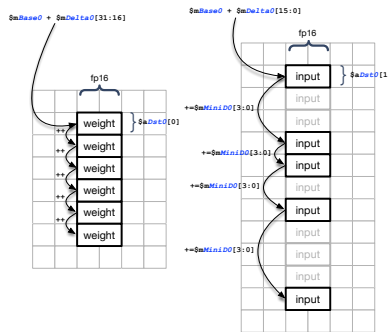 $mBase0 + $mDelta0[31:16]
fp16
weight
$aDst0[0]
++
weight
++
weight
++
weight
++
weight
++
weight
$mBase0 + $mDelta0[15:0]
fp16
input
$aDst0[1
input
+=$mMiniD0[3:0]
input
input
+=$mMiniD0[3:0]
input
+=$mMiniD0[3:0]
input
input
+=$mMiniD0[3:0]
input
input
input
input